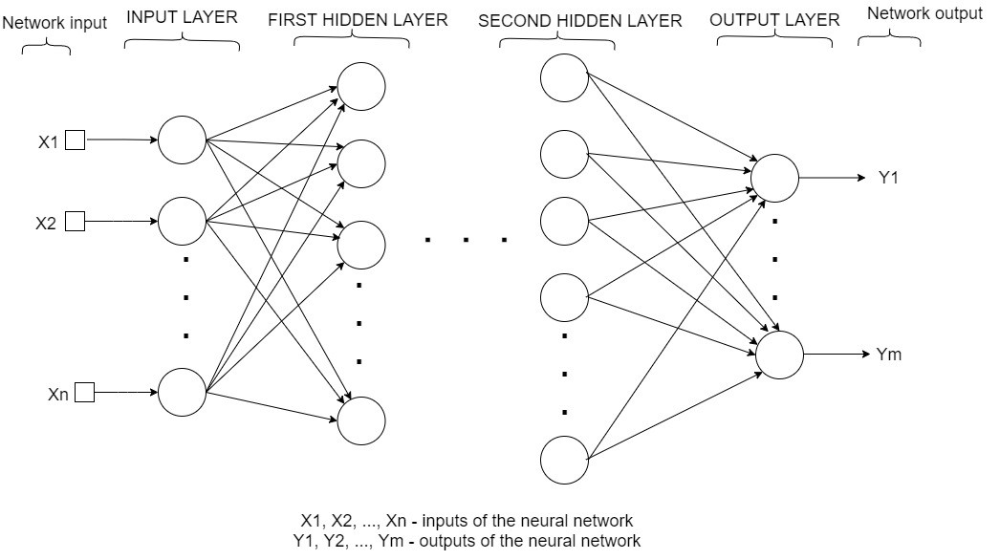 Network input
INPUT LAYER
FIRST HIDDEN LAYER
SECOND HIDDEN LAYER
OUTPUT LAYER
Network output
X1
X2
Xn
Y1
Ym
X1, X2, ..., Xn - inputs of the neural network
Y1, Y2, ..., Ym - outputs of the neural network